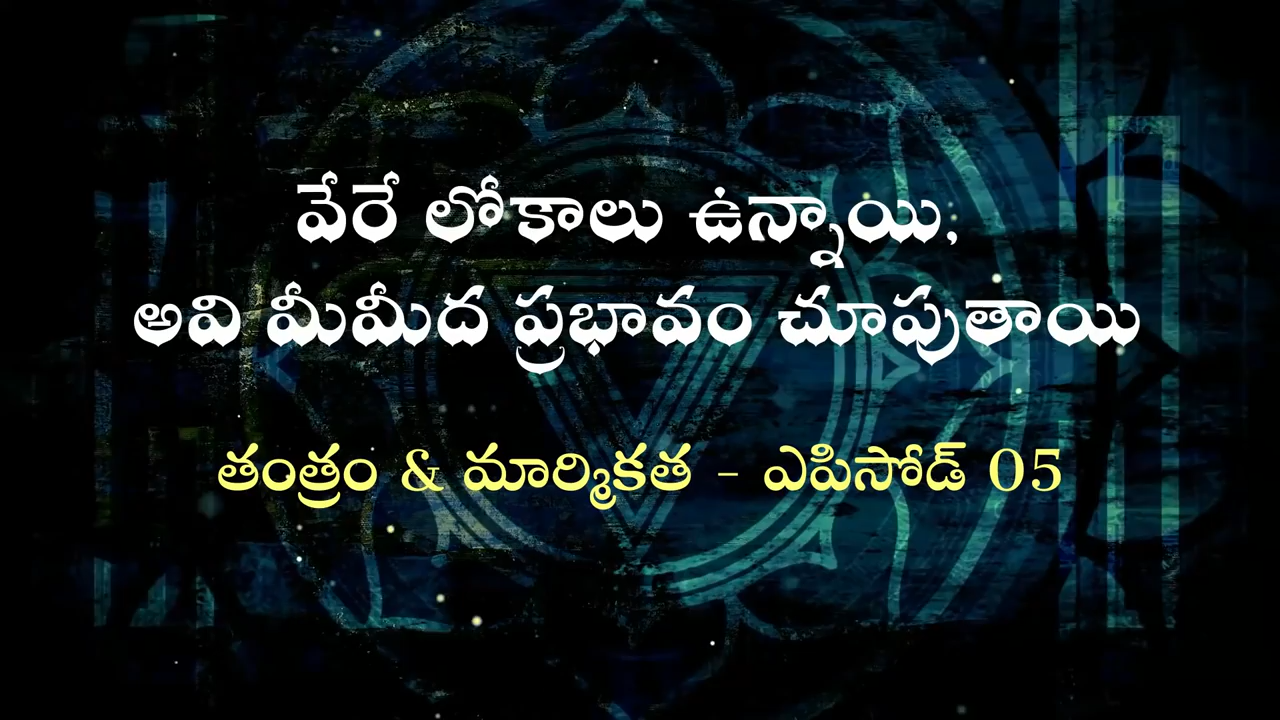 వేరే లోకాలు ఉన్నాయి,
అవి మీమీద ప్రభావం చూపుతాయి
తంత్రం & మార్మికత - ఎపిసోడ్ 05